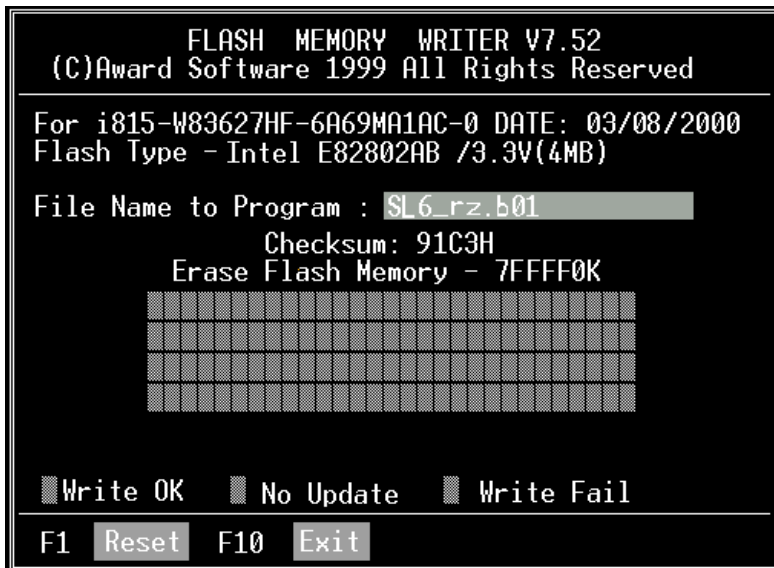 FLASH MEMORY WRITER V7.52
(C)Award Software 1999 All Rights Reserved
For i815-W83627HF-6A69MA1AC-0 DATE: 03/08/2000
Flash Type - Intel E82802AB /3.3V(4MB)
File Name to Program : SL6_rz.b01
Checksum: 91C3H
Erase Flash Memory - 7FFFF0K
Write OK No Update Write Fail
F1 Reset F10 Exit